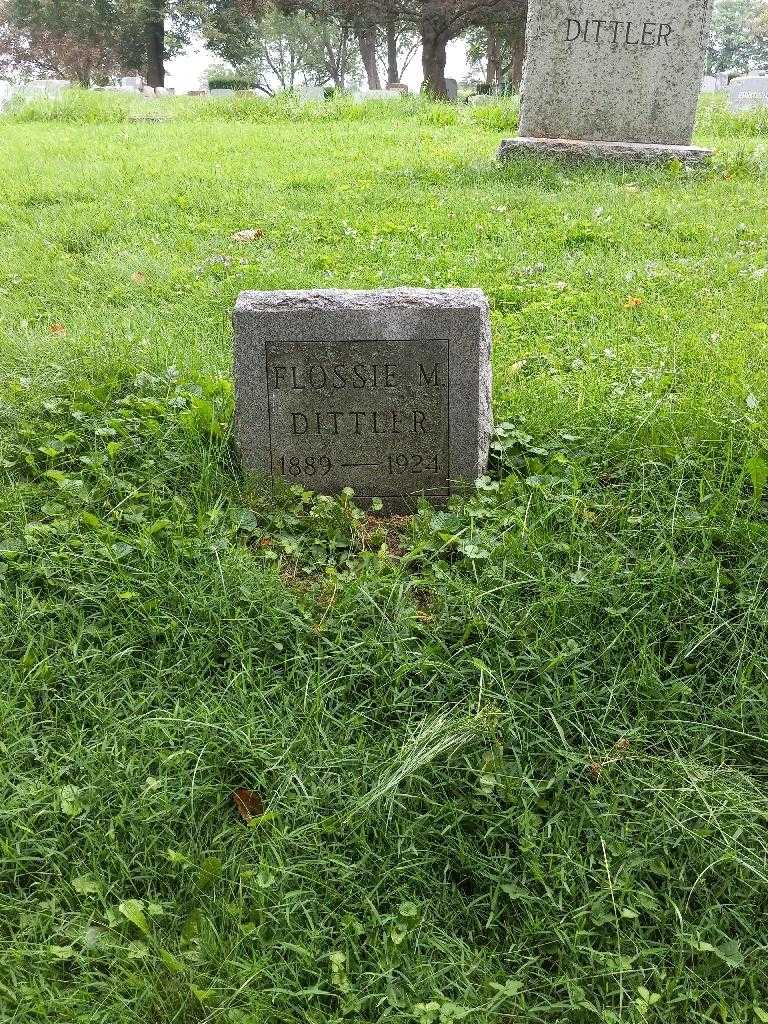 DITTLER
FLOSSIE M.
DITTLER
1889 — 1924